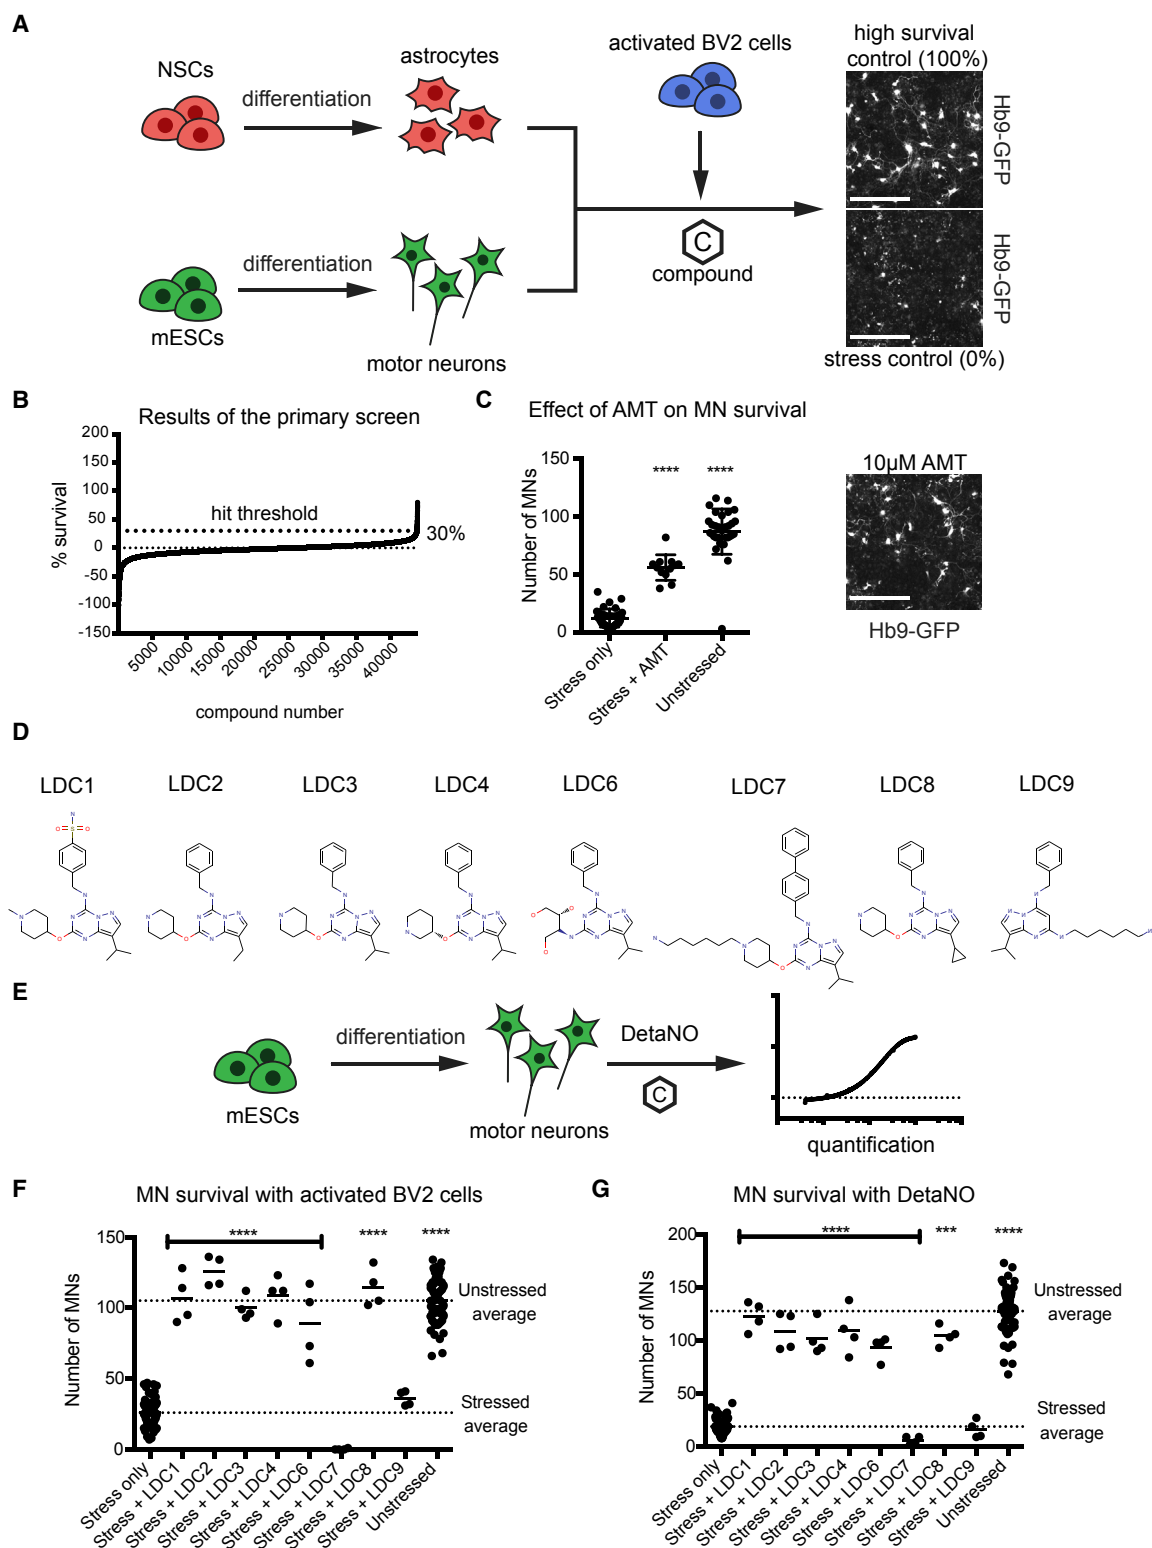 A
NSCs
differentiation
astrocytes
activated BV2 cells
high survival
control (100%)
Hb9-GFP
mESCs
differentiation
motor neurons
C
compound
Hb9-GFP
stress control (0%)
B
Results of the primary screen
% survival
200
150
100
50
0
-50
-100
-150
hit threshold
30%
5000
10000
15000
20000
25000
30000
35000
40000
compound number
C
Effect of AMT on MN survival
Number of MNs
150
100
50
0
****
****
Stress only
Stress + AMT
Unstressed
10µM AMT
Hb9-GFP
D
LDC1
LDC2
LDC3
LDC4
LDC6
LDC7
LDC8
LDC9
E
mESCs
differentiation
motor neurons
DetaNO
C
quantification
F
MN survival with activated BV2 cells
Number of MNs
150
100
50
0
****
****
****
Unstressed
average
Stressed
average
Stress only
Stress + LDC1
Stress + LDC2
Stress + LDC3
Stress + LDC4
Stress + LDC6
Stress + LDC7
Stress + LDC8
Stress + LDC9
Unstressed
G
MN survival with DetaNO
Number of MNs
200
150
100
50
0
****
***
****
Unstressed
average
Stressed
average
Stress only
Stress + LDC1
Stress + LDC2
Stress + LDC3
Stress + LDC4
Stress + LDC6
Stress + LDC7
Stress + LDC8
Stress + LDC9
Unstressed